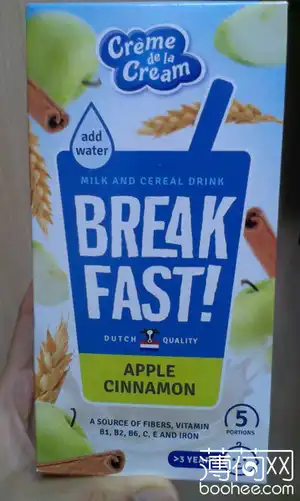 Crème
de la
Cream
add
water
MILK AND CEREAL DRINK
BREAK
FAST!
DUTCH QUALITY
APPLE
CINNAMON
A SOURCE OF FIBERS, VITAMIN
B1, B2, B6, C, E AND IRON
5
PORTIONS
>3 YEA
薄荷网
boohee.com